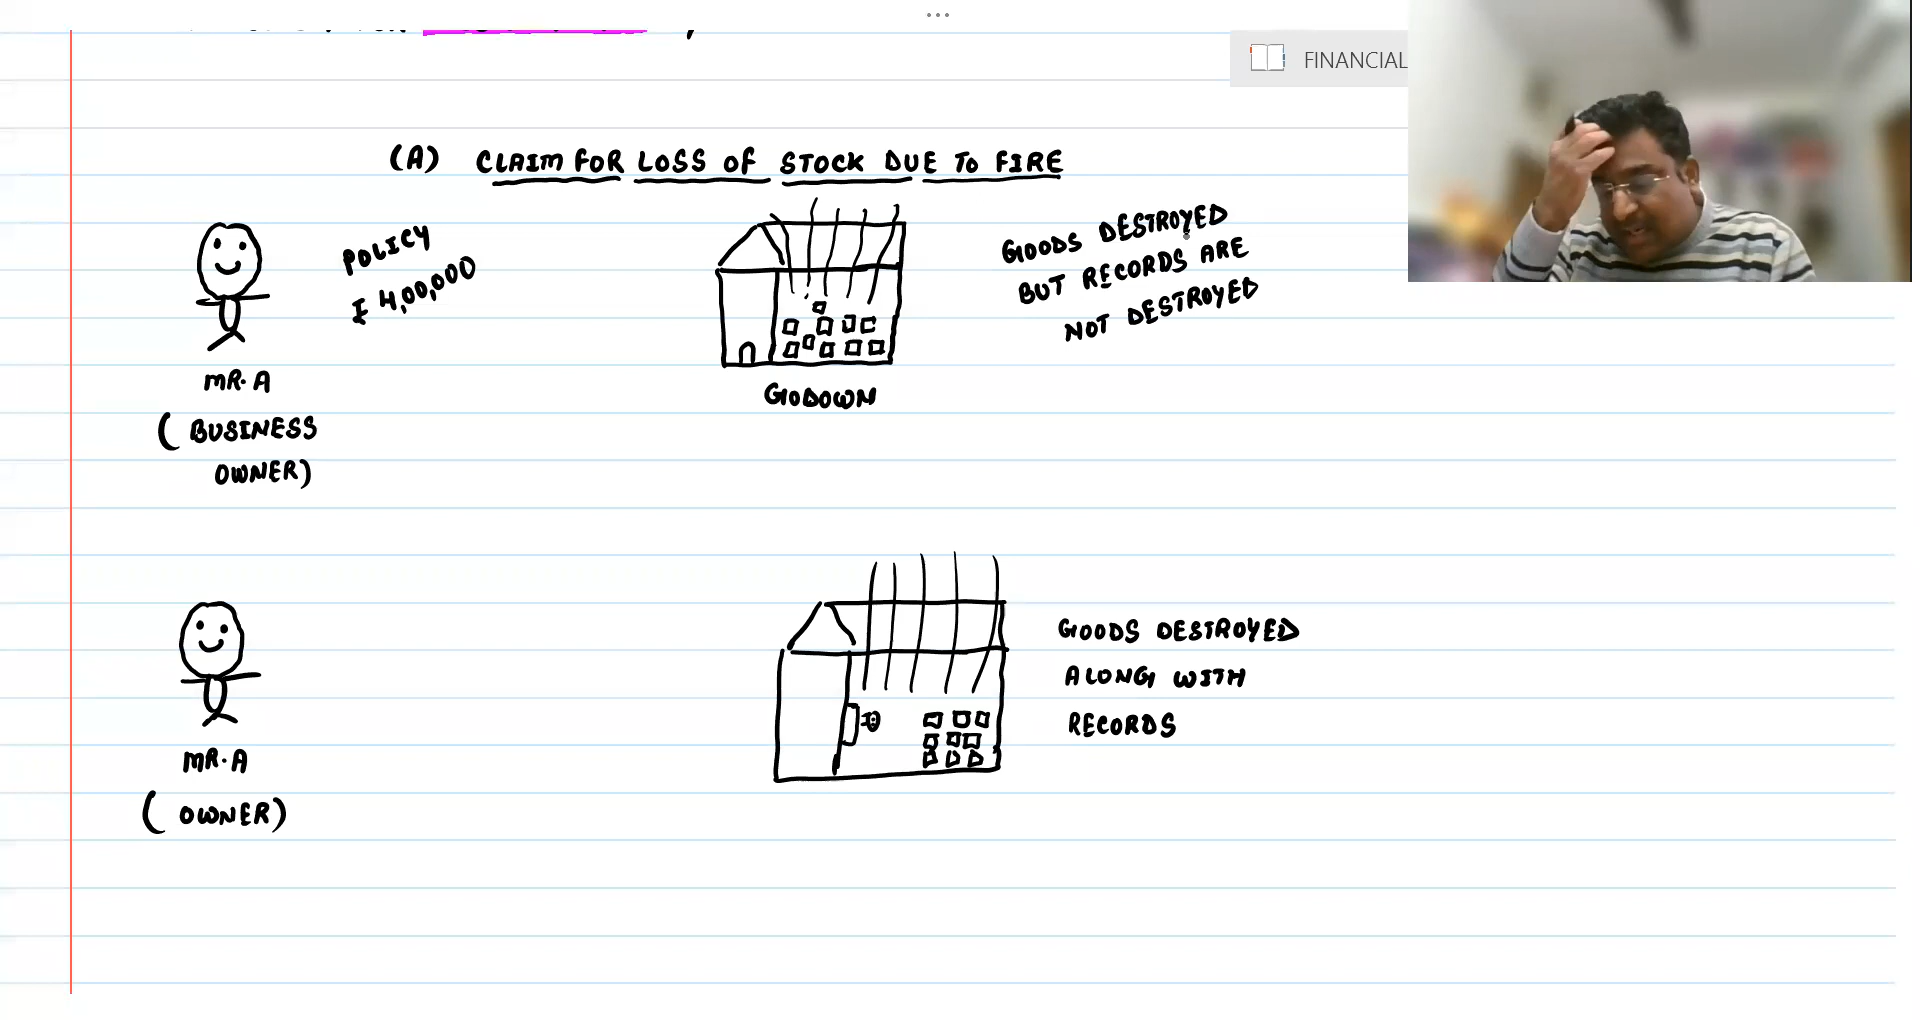 FINANCIAL
(A) CLAIM FOR LOSS OF STOCK DUE TO FIRE
POLICY
₹ 4,00,000
MR. A
(BUSINESS
OWNER)
GODOWN
GOODS DESTROYED
BUT RECORDS ARE
NOT DESTROYED
MR. A
(OWNER)
GOODS DESTROYED
ALONG WITH
RECORDS